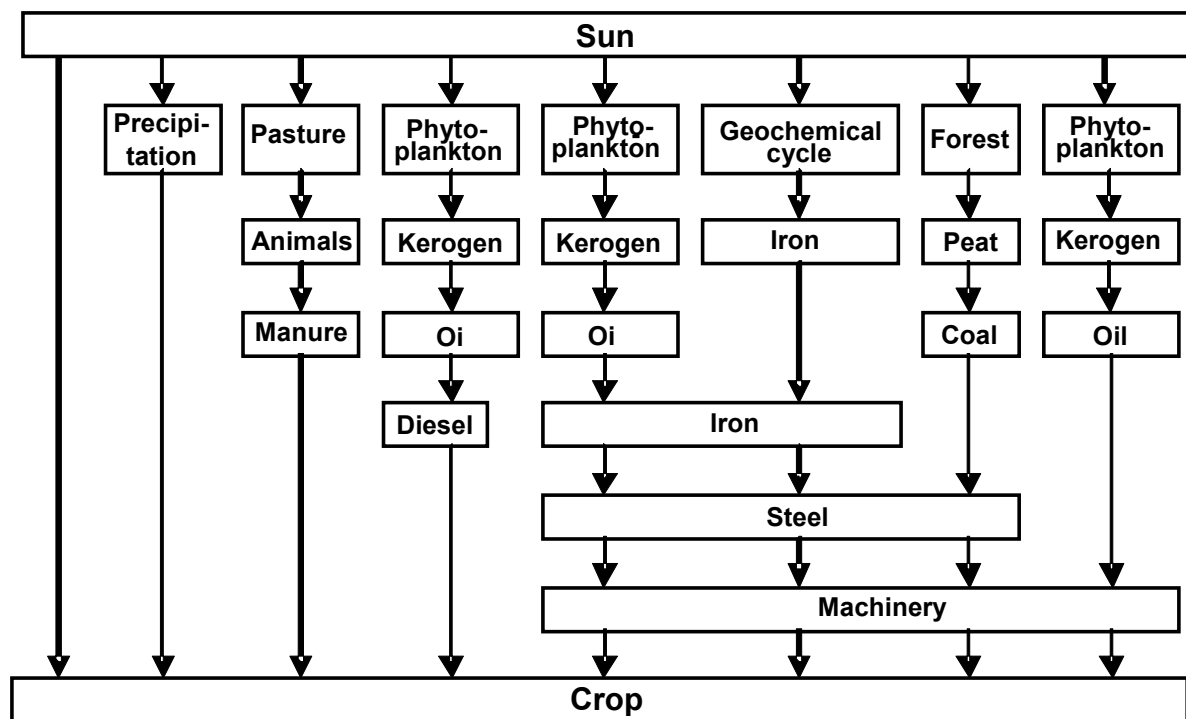 Sun
Precipi-
tation
Pasture
Phyto-
plankton
Phyto-
plankton
Geochemical
cycle
Forest
Phyto-
plankton
Animals
Kerogen
Kerogen
Iron
Peat
Kerogen
Manure
Oi
Oi
Coal
Oil
Diesel
Iron
Steel
Machinery
Crop